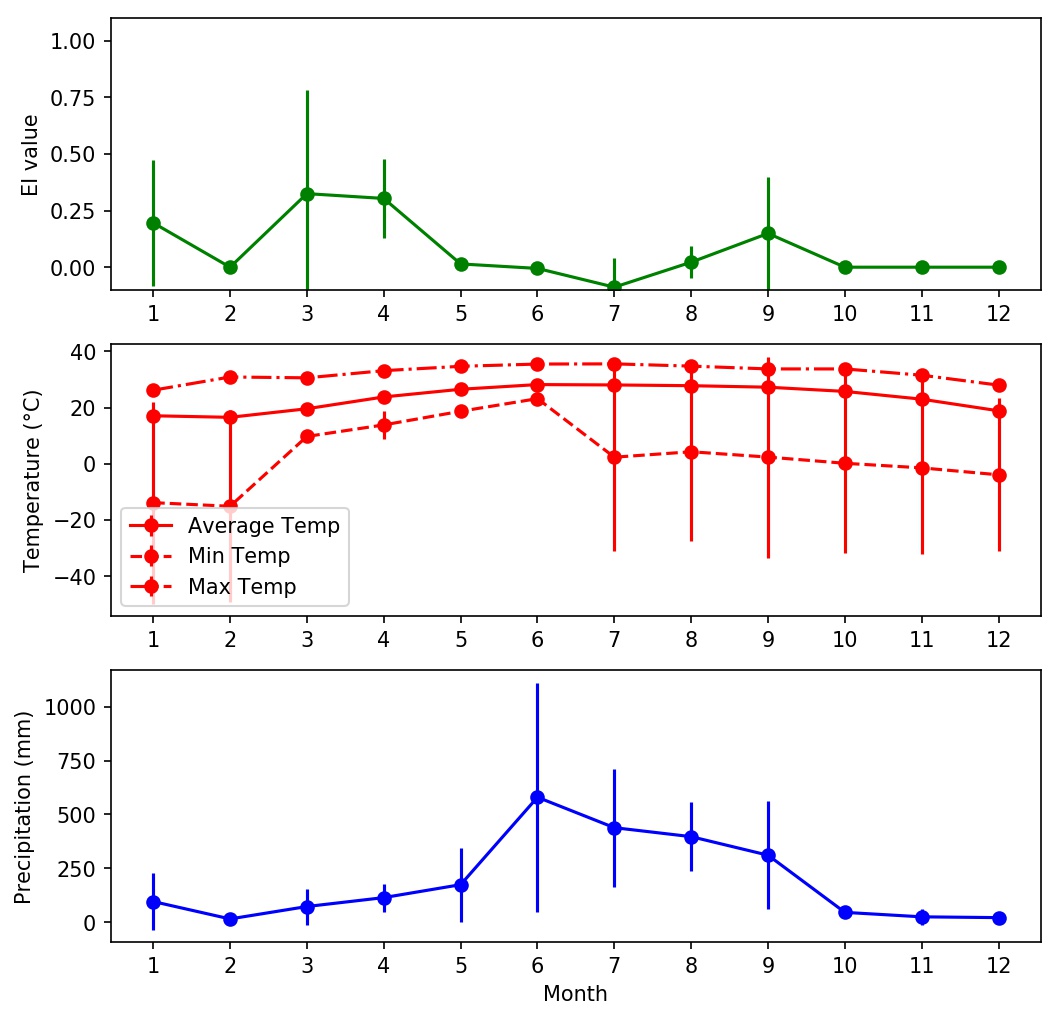 EI value
1.00
0.75
0.50
0.25
0.00
1 2 3 4 5 6 7 8 9 10 11 12
Temperature (°C)
40
20
0
−20
−40
Average Temp
Min Temp
Max Temp
1 2 3 4 5 6 7 8 9 10 11 12
Precipitation (mm)
1000
750
500
250
0
1 2 3 4 5 6 7 8 9 10 11 12
Month